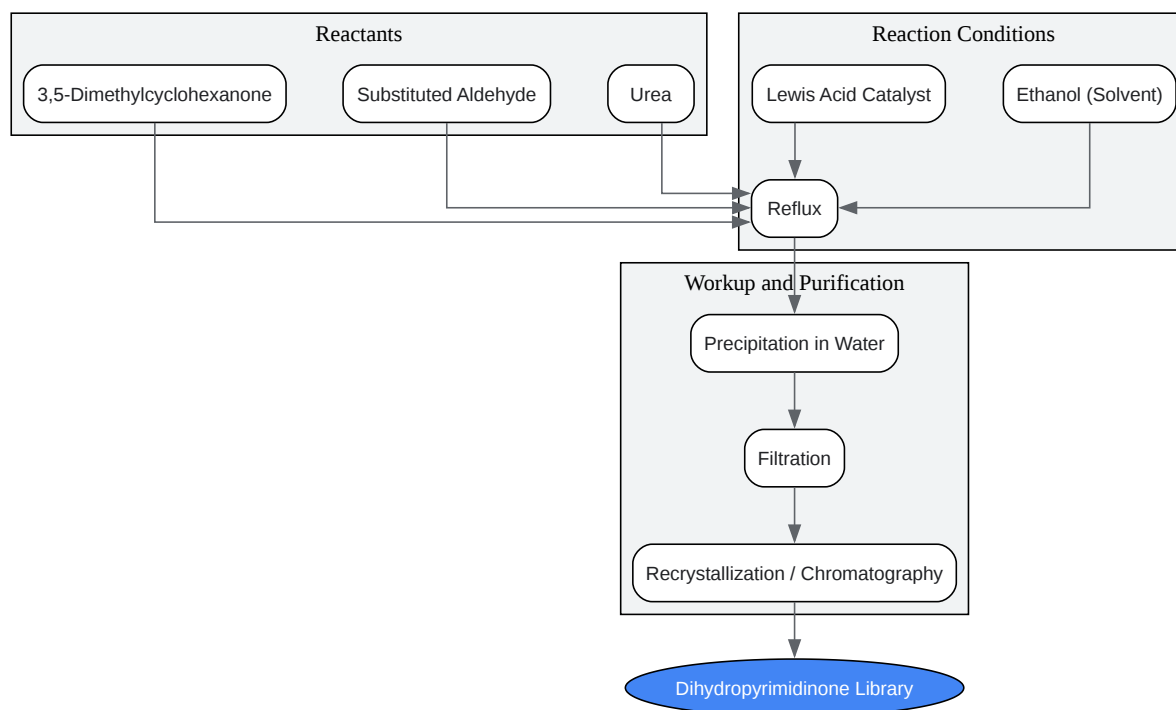 Reactants
Reaction Conditions
3,5-Dimethylcyclohexanone
Substituted Aldehyde
Urea
Lewis Acid Catalyst
Ethanol (Solvent)
Reflux
Workup and Purification
Precipitation in Water
Filtration
Recrystallization / Chromatography
Dihydropyrimidinone Library